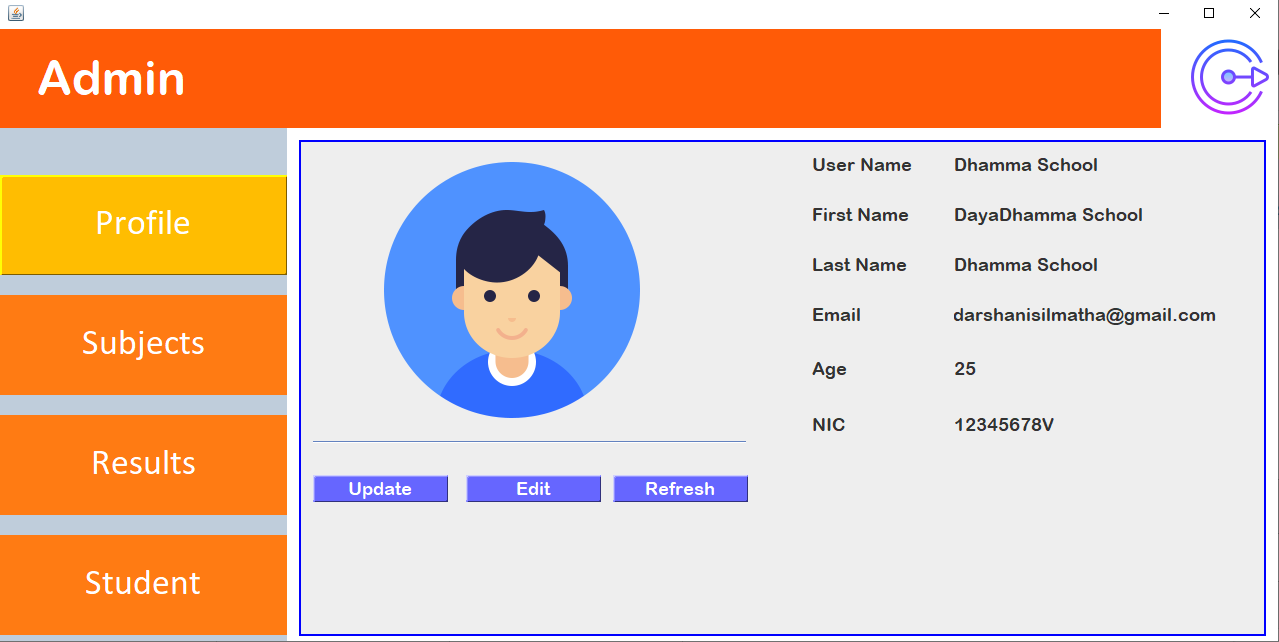 Admin
Profile
Subjects
Results
Student
User Name Dhamma School
First Name DayaDhamma School
Last Name Dhamma School
Email darshanisilmatha@gmail.com
Age 25
NIC 12345678V
Update Edit Refresh